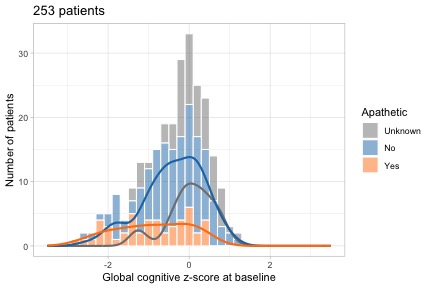 253 patients
Number of patients
30
20
10
0
-2
0
2
Global cognitive z-score at baseline
Apathetic
Unknown
No
Yes